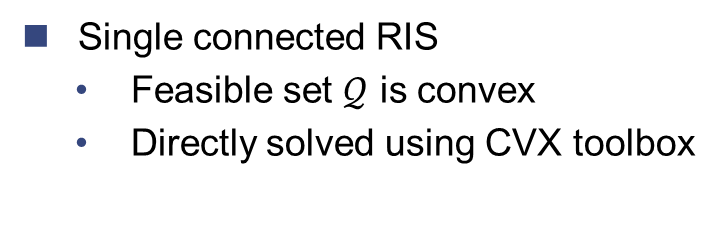 Single connected RIS
Feasible set 𝒬 is convex
Directly solved using CVX toolbox